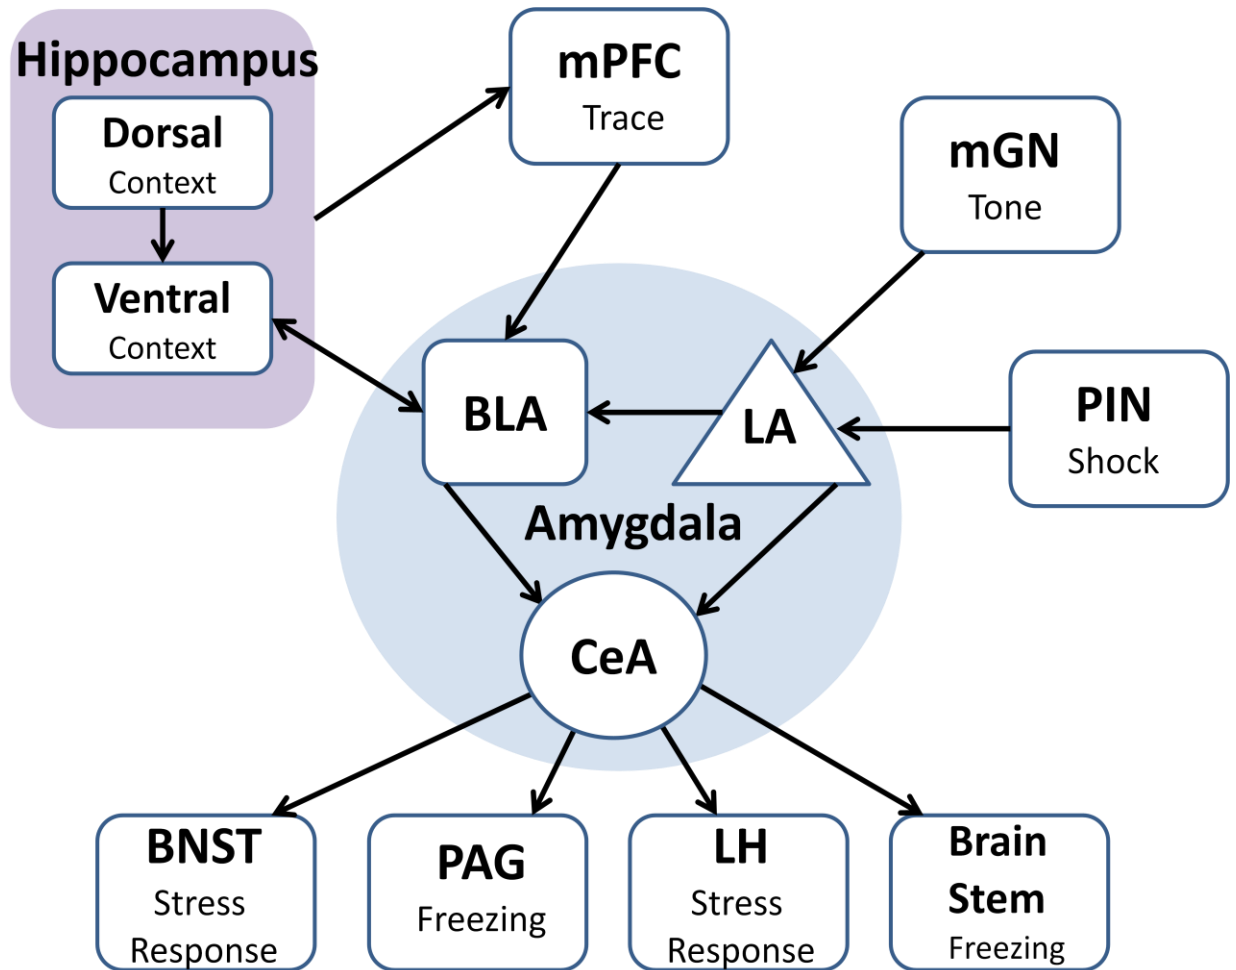 Hippocampus
Dorsal
Context
Ventral
Context
mPFC
Trace
mGN
Tone
PIN
Shock
BLA
LA
Amygdala
CeA
BNST
Stress
Response
PAG
Freezing
LH
Stress
Response
Brain
Stem
Freezing